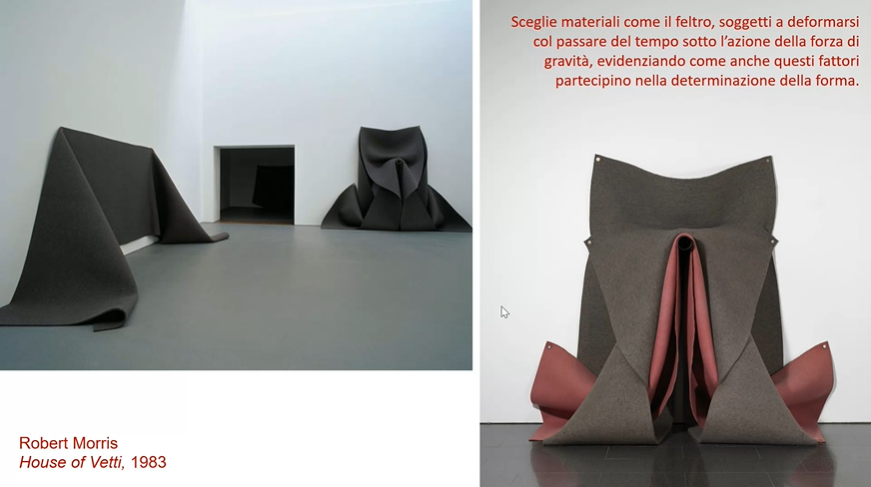 Sceglie materiali come il feltro, soggetti a deformarsi
col passare del tempo sotto l’azione della forza di
gravità, evidenziando come anche questi fattori
partecipino nella determinazione della forma.
Robert Morris
House of Vetti, 1983